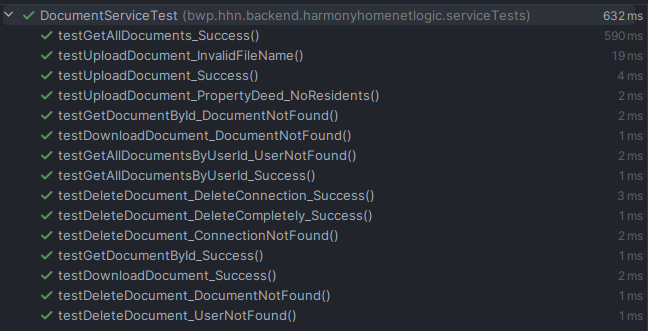 DocumentServiceTest (bwp.hhn.backend.harmonyhomenetlogic.serviceTests) 632 ms
testGetAllDocuments_Success() 590 ms
testUploadDocument_InvalidFileName() 19 ms
testUploadDocument_Success() 4 ms
testUploadDocument_PropertyDeed_NoResidents() 2 ms
testGetDocumentById_DocumentNotFound() 2 ms
testDownloadDocument_DocumentNotFound() 1 ms
testGetAllDocumentsByUserId_UserNotFound() 2 ms
testGetAllDocumentsByUserId_Success() 1 ms
testDeleteDocument_DeleteConnection_Success() 3 ms
testDeleteDocument_DeleteCompletely_Success() 1 ms
testDeleteDocument_ConnectionNotFound() 2 ms
testGetDocumentById_Success() 1 ms
testDownloadDocument_Success() 2 ms
testDeleteDocument_DocumentNotFound() 1 ms
testDeleteDocument_UserNotFound() 1 ms